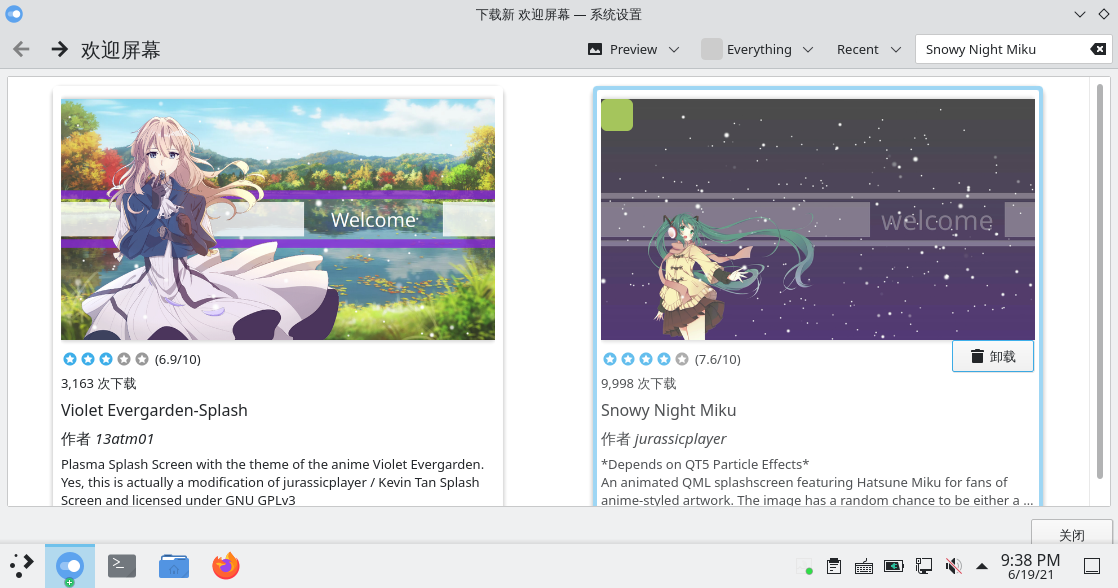 下载新 欢迎屏幕 — 系统设置
欢迎屏幕
Preview
Everything
Recent
Snowy Night Miku
Welcome
(6.9/10)
3,163 次下载
Violet Evergarden-Splash
作者 13atm01
Plasma Splash Screen with the theme of the anime Violet Evergarden.
Yes, this is actually a modification of jurassicplayer / Kevin Tan Splash
Screen and licensed under GNU GPLv3
welcome
(7.6/10)
卸载
9,998 次下载
Snowy Night Miku
作者 jurassicplayer
*Depends on QT5 Particle Effects*
An animated QML splashscreen featuring Hatsune Miku for fans of
anime-styled artwork. The image has a random chance to be either a ...
关闭
9:38 PM
6/19/21